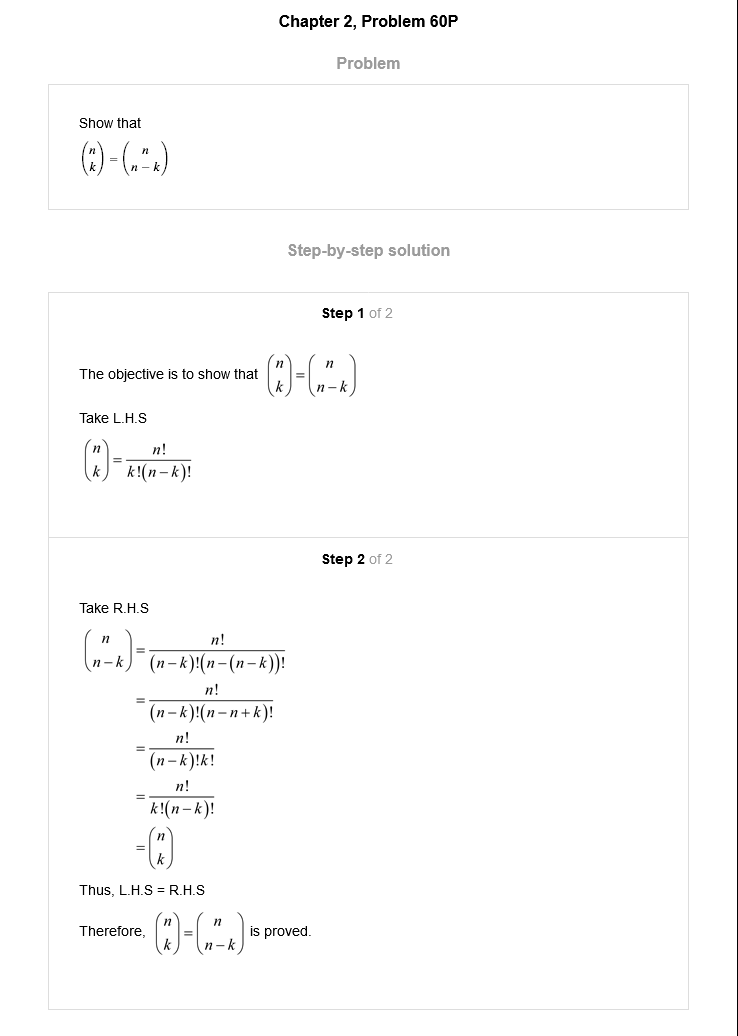 Chapter 2, Problem 60P
Problem
Show that
$\binom{n}{k} = \binom{n}{n-k}$
Step-by-step solution
Step 1 of 2
The objective is to show that $\binom{n}{k} = \binom{n}{n-k}$
Take L.H.S
$\binom{n}{k} = \frac{n!}{k!(n-k)!}$
Step 2 of 2
Take R.H.S
$\binom{n}{n-k} = \frac{n!}{(n-k)!(n-(n-k))!}$
$= \frac{n!}{(n-k)!(n-n+k)!}$
$= \frac{n!}{(n-k)!k!}$
$= \frac{n!}{k!(n-k)!}$
$= \binom{n}{k}$
Thus, L.H.S = R.H.S
Therefore, $\binom{n}{k} = \binom{n}{n-k}$ is proved.